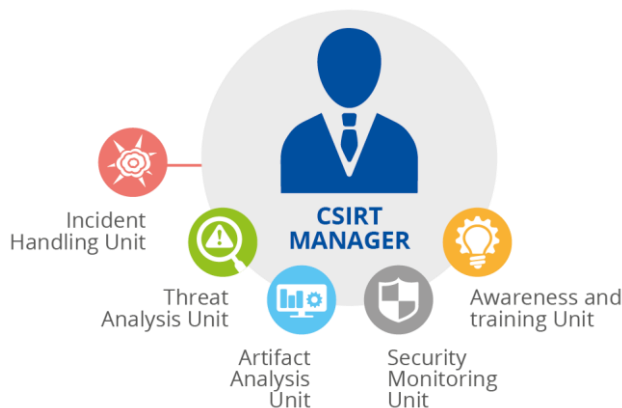 CSIRT
MANAGER
Incident
Handling Unit
Threat
Analysis Unit
Artifact
Analysis
Unit
Security
Monitoring
Unit
Awareness and
training Unit